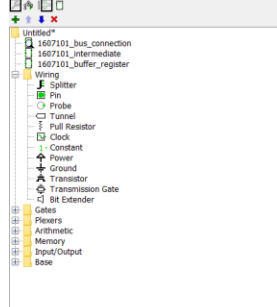 Untitled*
1607101_bus_connection
1607101_intermediate
1607101_buffer_register
Wiring
Splitter
Pin
Probe
Tunnel
Pull Resistor
Clock
1 - Constant
Power
Ground
Transistor
Transmission Gate
Bit Extender
Gates
Plexers
Arithmetic
Memory
Input/Output
Base